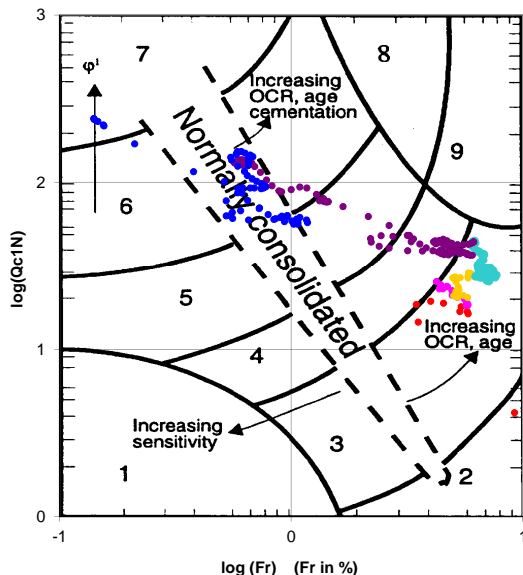 3
7
8
φ¹
Increasing
OCR, age
cementation
Normally consolidated
9
2
6
log(Qc1N)
5
Increasing
OCR, age
1
4
Increasing
sensitivity
3
2
1
0
-1
0
1
log (Fr) (Fr in %)